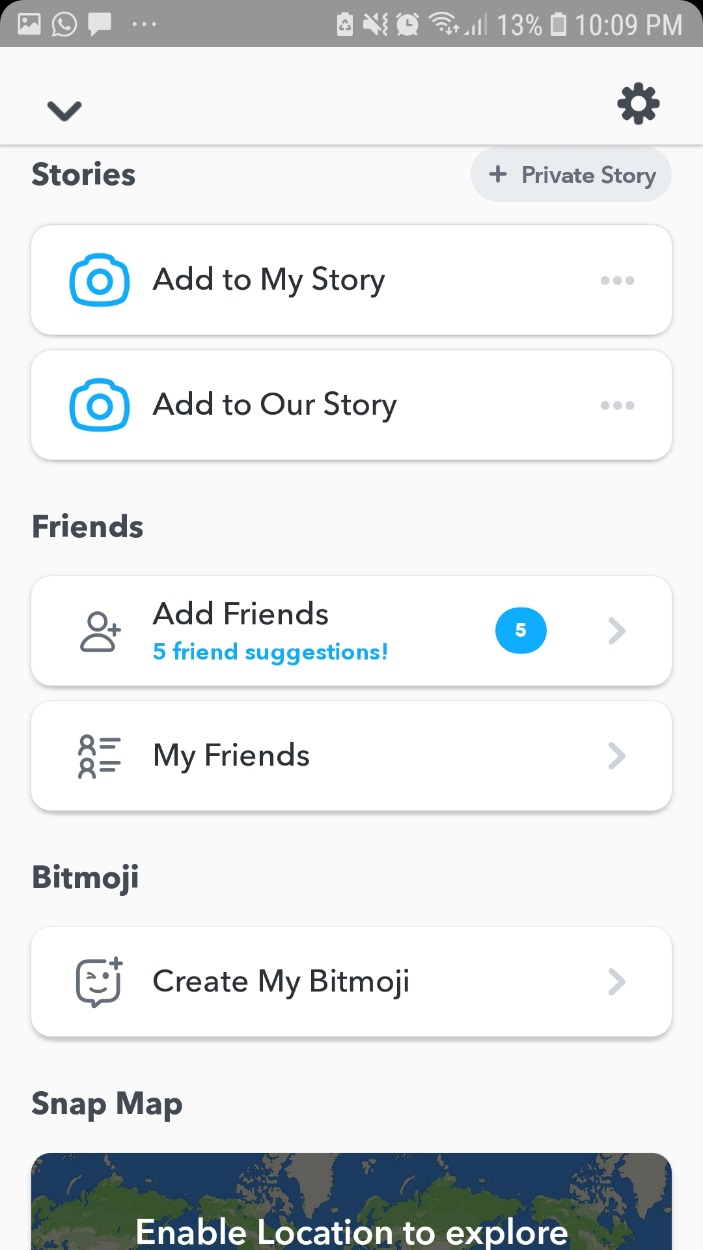 13% 10:09 PM
Stories
+ Private Story
Add to My Story
Add to Our Story
Friends
Add Friends
5 friend suggestions!
5
My Friends
Bitmoji
Create My Bitmoji
Snap Map
Enable Location to explore